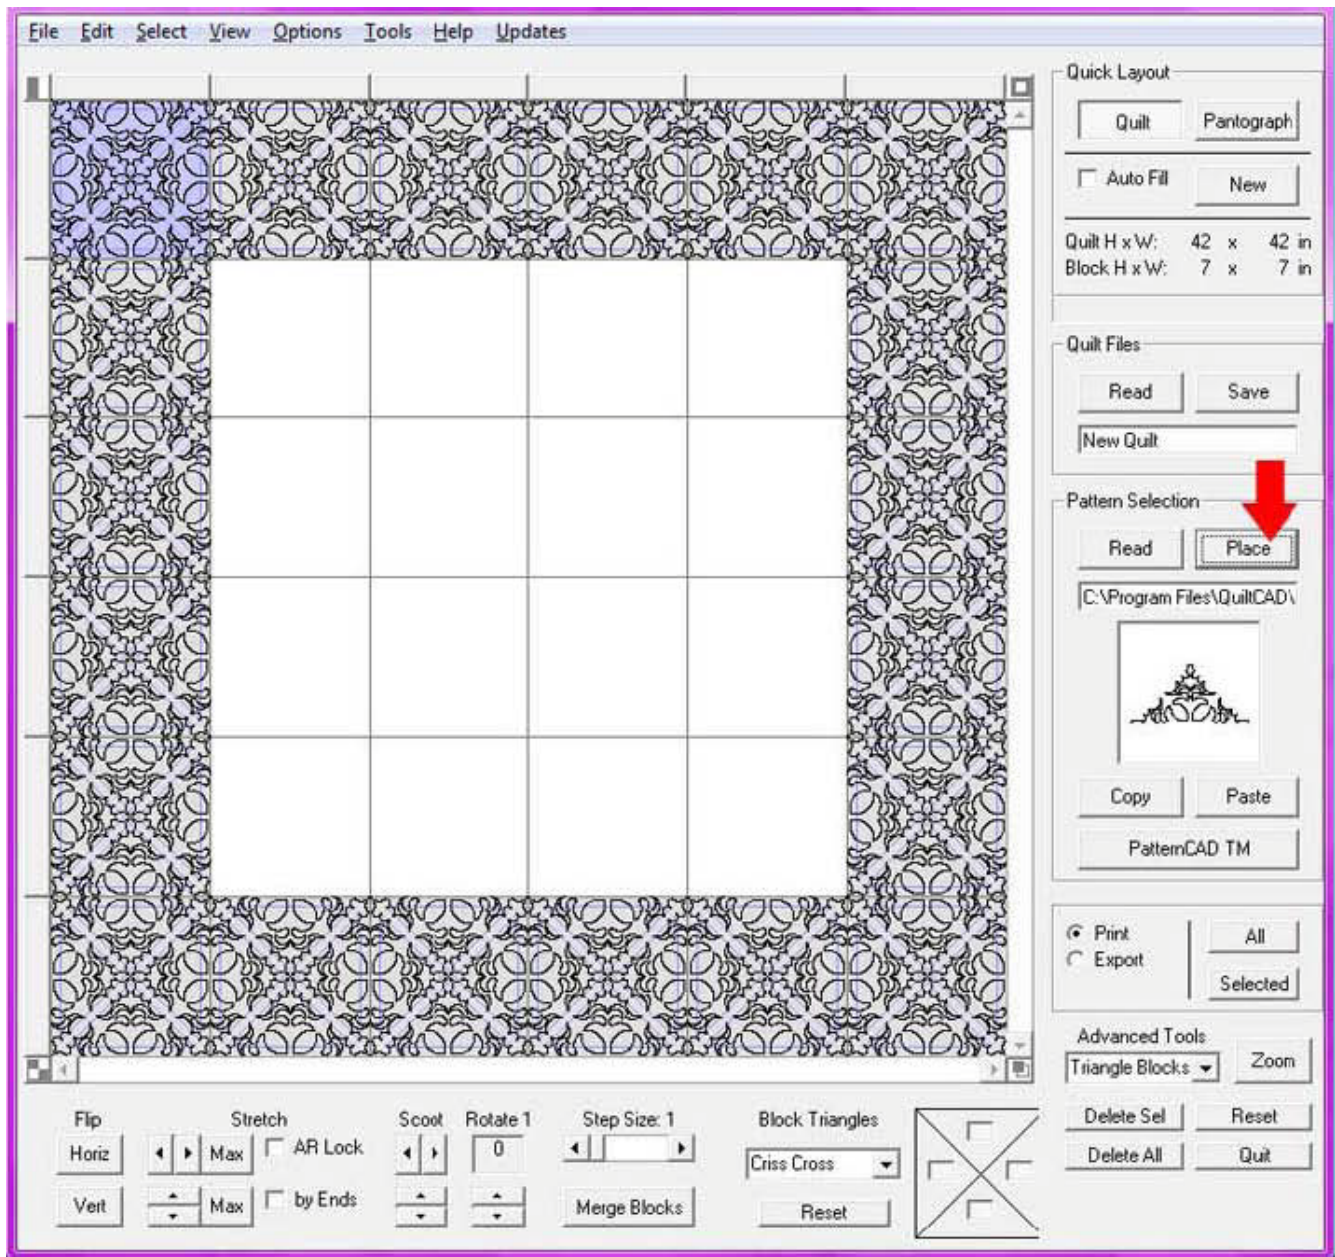 File Edit Select View Options Tools Help Updates
Quick Layout
Quilt Pantograph
Auto Fill New
Quilt H x W: 42 x 42 in
Block H x W: 7 x 7 in
Quilt Files
Read Save
New Quilt
Pattern Selection
Read Place
C:\Program Files\QuiltCAD\
Copy Paste
PatternCAD TM
Print All
Export
Selected
Advanced Tools
Triangle Blocks Zoom
Delete Sel Reset
Delete All Quit
Flip Stretch Scoot Rotate 1 Step Size: 1 Block Triangles
Horiz Max AR Lock 0 Criss Cross
Vert Max by Ends Merge Blocks Reset